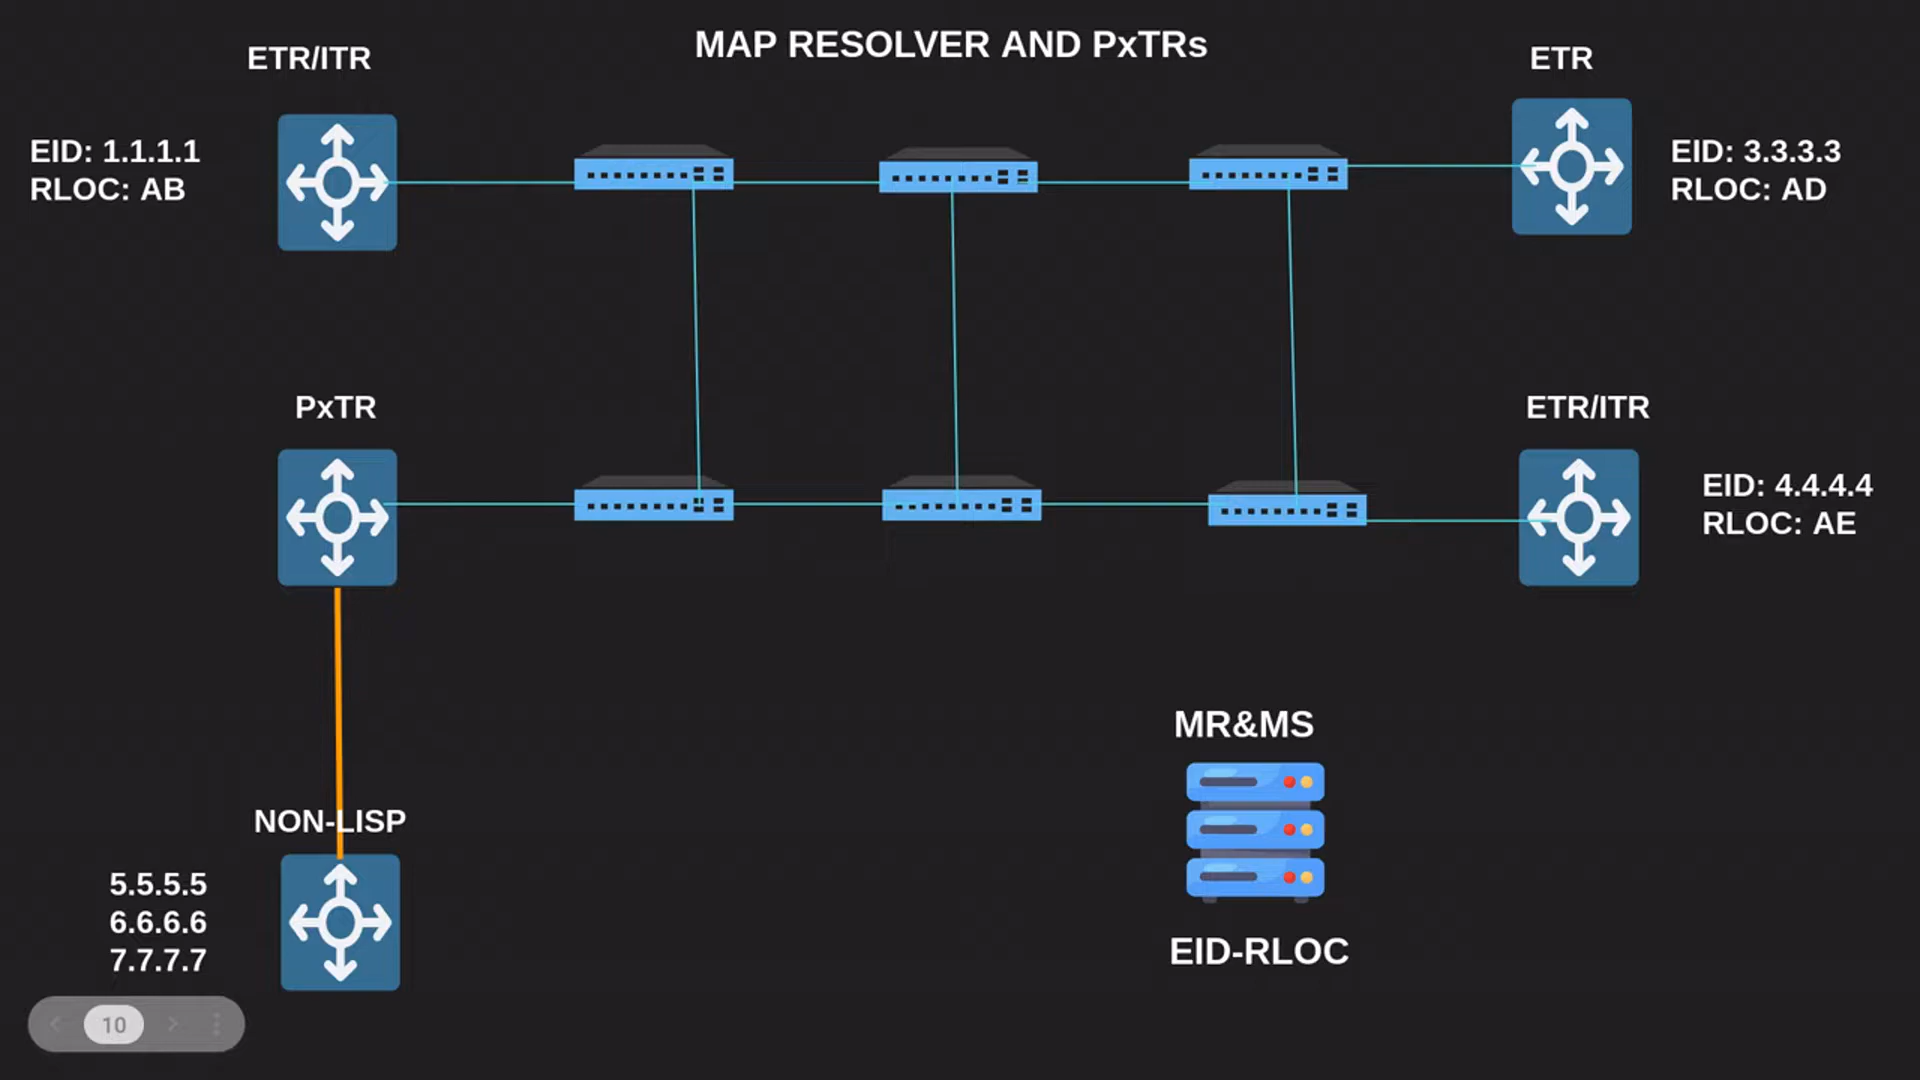 MAP RESOLVER AND PxTRs
ETR/ITR
EID: 1.1.1.1
RLOC: AB
ETR
EID: 3.3.3.3
RLOC: AD
PxTR
ETR/ITR
EID: 4.4.4.4
RLOC: AE
NON-LISP
5.5.5.5
6.6.6.6
7.7.7.7
MR&MS
EID-RLOC
10